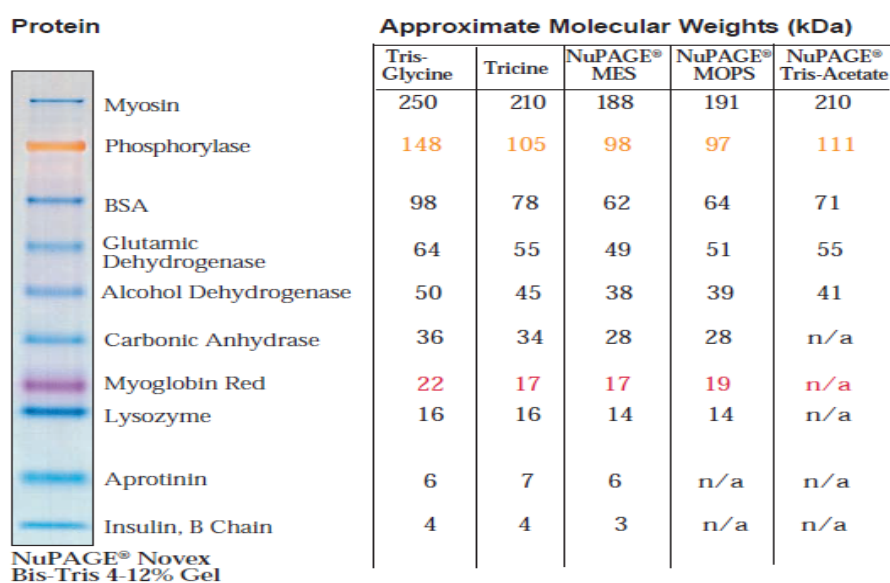 Protein
Approximate Molecular Weights (kDa)
Tris-Glycine Tricine NuPAGE® MES NuPAGE® MOPS NuPAGE® Tris-Acetate
Myosin 250 210 188 191 210
Phosphorylase 148 105 98 97 111
BSA 98 78 62 64 71
Glutamic Dehydrogenase 64 55 49 51 55
Alcohol Dehydrogenase 50 45 38 39 41
Carbonic Anhydrase 36 34 28 28 n/a
Myoglobin Red 22 17 17 19 n/a
Lysozyme 16 16 14 14 n/a
Aprotinin 6 7 6 n/a n/a
Insulin, B Chain 4 4 3 n/a n/a
NuPAGE® Novex
Bis-Tris 4-12% Gel